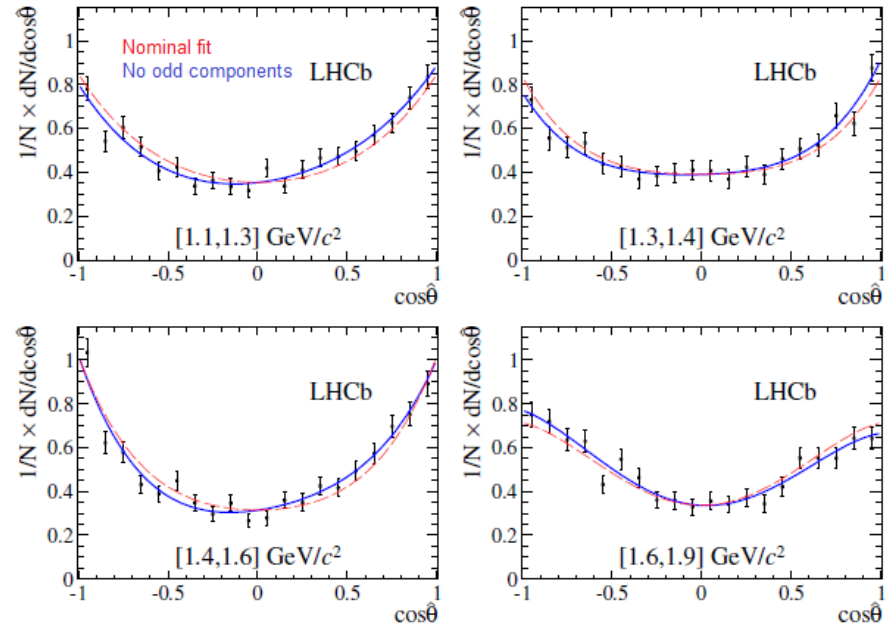 1/N × dN/dcosθ̂
1
0.8
0.6
0.4
0.2
0
Nominal fit
No odd components
LHCb
[1.1,1.3] GeV/c²
-1 -0.5 0 0.5 1
cosθ̂
1/N × dN/dcosθ̂
1
0.8
0.6
0.4
0.2
0
LHCb
[1.3,1.4] GeV/c²
-1 -0.5 0 0.5 1
cosθ̂
1/N × dN/dcosθ̂
1
0.8
0.6
0.4
0.2
0
LHCb
[1.4,1.6] GeV/c²
-1 -0.5 0 0.5 1
cosθ̂
1/N × dN/dcosθ̂
1
0.8
0.6
0.4
0.2
0
LHCb
[1.6,1.9] GeV/c²
-1 -0.5 0 0.5 1
cosθ̂